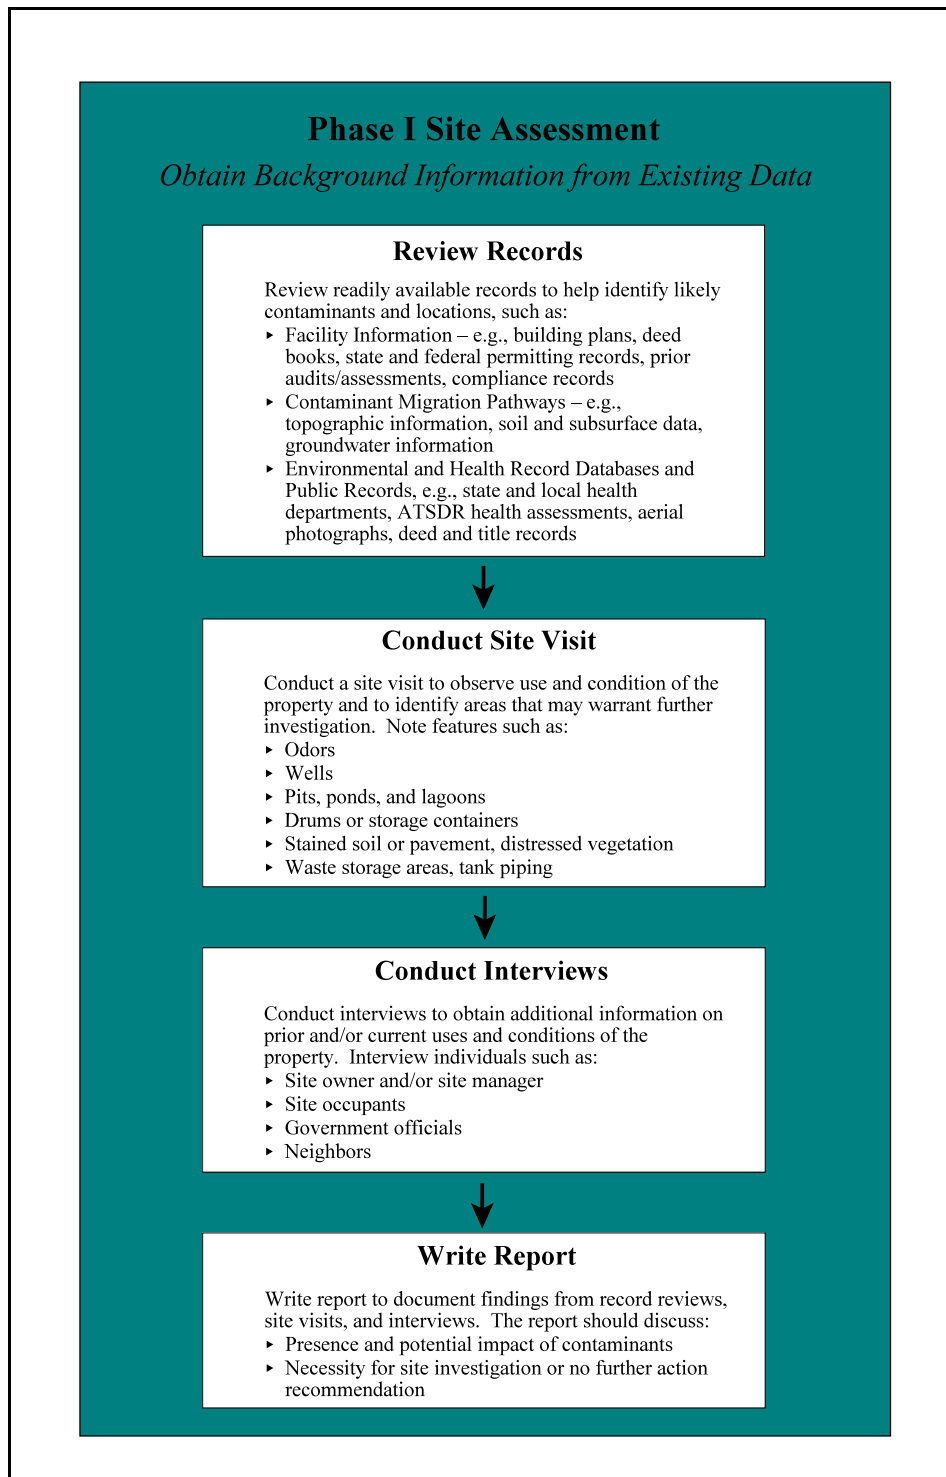 Phase I Site Assessment
Obtain Background Information from Existing Data
Review Records
Review readily available records to help identify likely
contaminants and locations, such as:
‣ Facility Information – e.g., building plans, deed
books, state and federal permitting records, prior
audits/assessments, compliance records
‣ Contaminant Migration Pathways – e.g.,
topographic information, soil and subsurface data,
groundwater information
‣ Environmental and Health Record Databases and
Public Records, e.g., state and local health
departments, ATSDR health assessments, aerial
photographs, deed and title records
Conduct Site Visit
Conduct a site visit to observe use and condition of the
property and to identify areas that may warrant further
investigation.  Note features such as:
‣ Odors
‣ Wells
‣ Pits, ponds, and lagoons
‣ Drums or storage containers
‣ Stained soil or pavement, distressed vegetation
‣ Waste storage areas, tank piping
Conduct Interviews
Conduct interviews to obtain additional information on
prior and/or current uses and conditions of the
property.  Interview individuals such as:
‣ Site owner and/or site manager
‣ Site occupants
‣ Government officials
‣ Neighbors
Write Report
Write report to document findings from record reviews,
site visits, and interviews.  The report should discuss:
‣ Presence and potential impact of contaminants
‣ Necessity for site investigation or no further action
recommendation